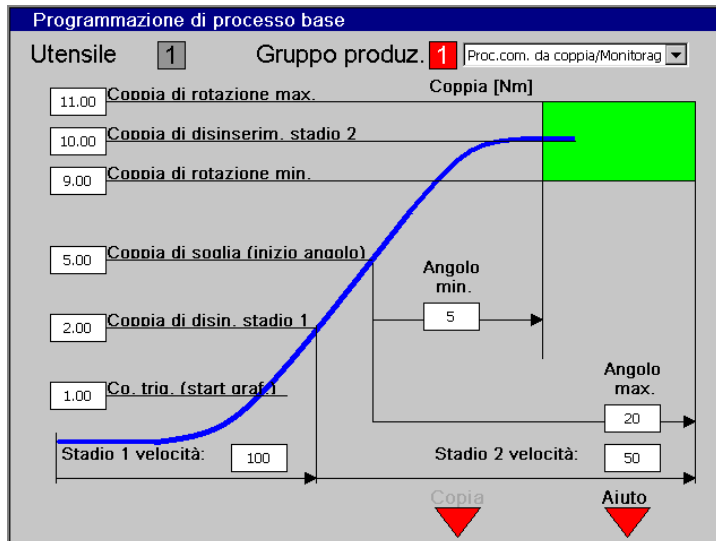 Programmazione di processo base
Utensile 1 Gruppo produz. 1 Proc.com. da coppia/Monitorag
Coppia [Nm]
11.00 Coppia di rotazione max.
10.00 Coppia di disinserim. stadio 2
9.00 Coppia di rotazione min.
5.00 Coppia di soglia (inizio angolo)
Angolo
min.
5
2.00 Coppia di disin. stadio 1
1.00 Co. trig. (start graf.)
Angolo
max.
20
Stadio 1 velocità: 100 Stadio 2 velocità: 50
Copia Aiuto